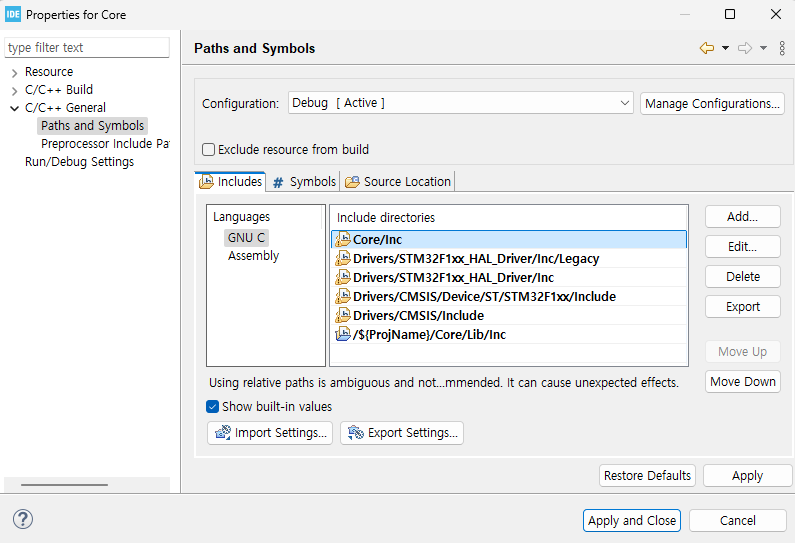 IDE Properties for Core
type filter text
Resource
C/C++ Build
C/C++ General
Paths and Symbols
Preprocessor Include Pa
Run/Debug Settings
Paths and Symbols
Configuration: Debug [ Active ] Manage Configurations...
Exclude resource from build
Includes # Symbols Source Location
Languages
GNU C
Assembly
Include directories
Core/Inc
Drivers/STM32F1xx_HAL_Driver/Inc/Legacy
Drivers/STM32F1xx_HAL_Driver/Inc
Drivers/CMSIS/Device/ST/STM32F1xx/Include
Drivers/CMSIS/Include
/${ProjName}/Core/Lib/Inc
Add...
Edit...
Delete
Export
Move Up
Move Down
Using relative paths is ambiguous and not...mmended. It can cause unexpected effects.
Show built-in values
Import Settings... Export Settings...
Restore Defaults Apply
? Apply and Close Cancel